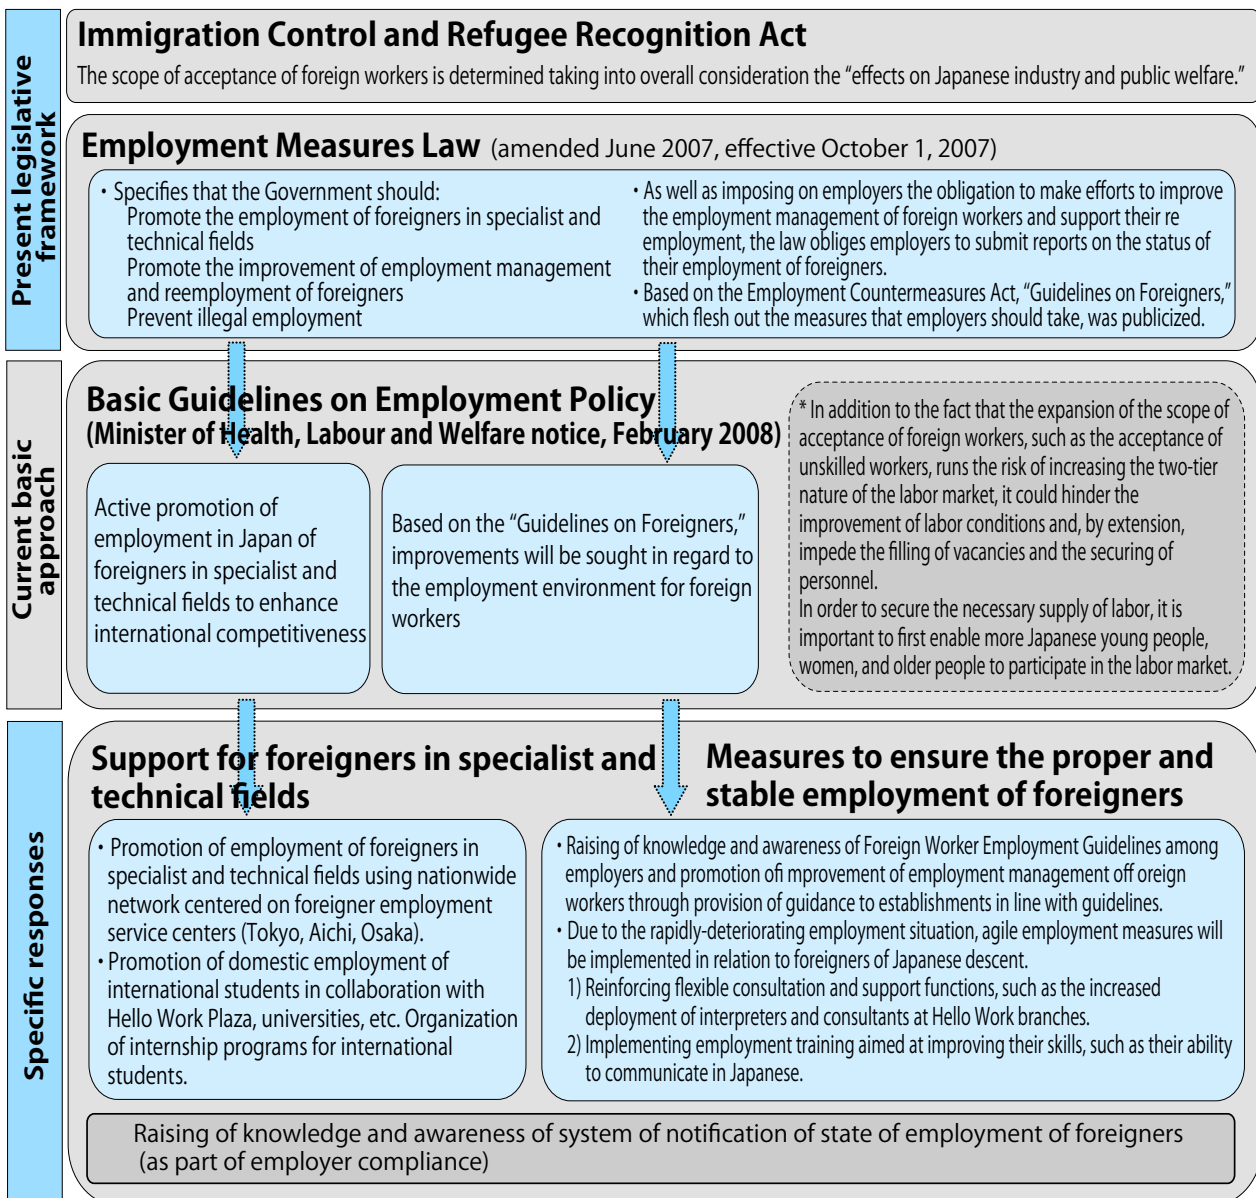 Present legislative
framework
Immigration Control and Refugee Recognition Act
The scope of acceptance of foreign workers is determined taking into overall consideration the “effects on Japanese industry and public welfare.”
Employment Measures Law (amended June 2007, effective October 1, 2007)
・Specifies that the Government should:
Promote the employment of foreigners in specialist and
technical fields
Promote the improvement of employment management
and reemployment of foreigners
Prevent illegal employment
・As well as imposing on employers the obligation to make efforts to improve
the employment management of foreign workers and support their re
employment, the law obliges employers to submit reports on the status of
their employment of foreigners.
・Based on the Employment Countermeasures Act, “Guidelines on Foreigners,”
which flesh out the measures that employers should take, was publicized.
Current basic
approach
Basic Guidelines on Employment Policy
(Minister of Health, Labour and Welfare notice, February 2008)
Active promotion of
employment in Japan of
foreigners in specialist and
technical fields to enhance
international competitiveness
Based on the “Guidelines on Foreigners,”
improvements will be sought in regard to
the employment environment for foreign
workers
* In addition to the fact that the expansion of the scope of
acceptance of foreign workers, such as the acceptance of
unskilled workers, runs the risk of increasing the two-tier
nature of the labor market, it could hinder the
improvement of labor conditions and, by extension,
impede the filling of vacancies and the securing of
personnel.
In order to secure the necessary supply of labor, it is
important to first enable more Japanese young people,
women, and older people to participate in the labor market.
Specific responses
Support for foreigners in specialist and
technical fields
・Promotion of employment of foreigners in
specialist and technical fields using nationwide
network centered on foreigner employment
service centers (Tokyo, Aichi, Osaka).
・Promotion of domestic employment of
international students in collaboration with
Hello Work Plaza, universities, etc. Organization
of internship programs for international
students.
Measures to ensure the proper and
stable employment of foreigners
・Raising of knowledge and awareness of Foreign Worker Employment Guidelines among
employers and promotion ofi mprovement of employment management off oreign
workers through provision of guidance to establishments in line with guidelines.
・Due to the rapidly-deteriorating employment situation, agile employment measures will
be implemented in relation to foreigners of Japanese descent.
1) Reinforcing flexible consultation and support functions, such as the increased
deployment of interpreters and consultants at Hello Work branches.
2) Implementing employment training aimed at improving their skills, such as their ability
to communicate in Japanese.
Raising of knowledge and awareness of system of notification of state of employment of foreigners
(as part of employer compliance)